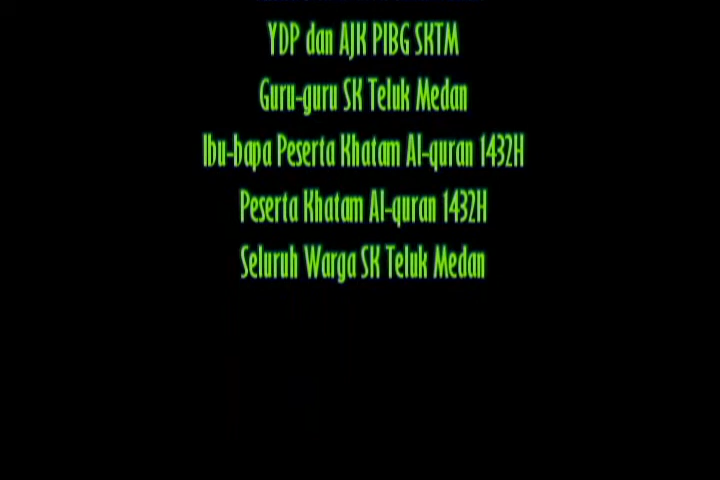 YDP dan AJK PIBG SKTM
Guru-guru SK Teluk Medan
Ibu-bapa Peserta Khatam Al-quran 1432H
Peserta Khatam Al-quran 1432H
Seluruh Warga SK Teluk Medan